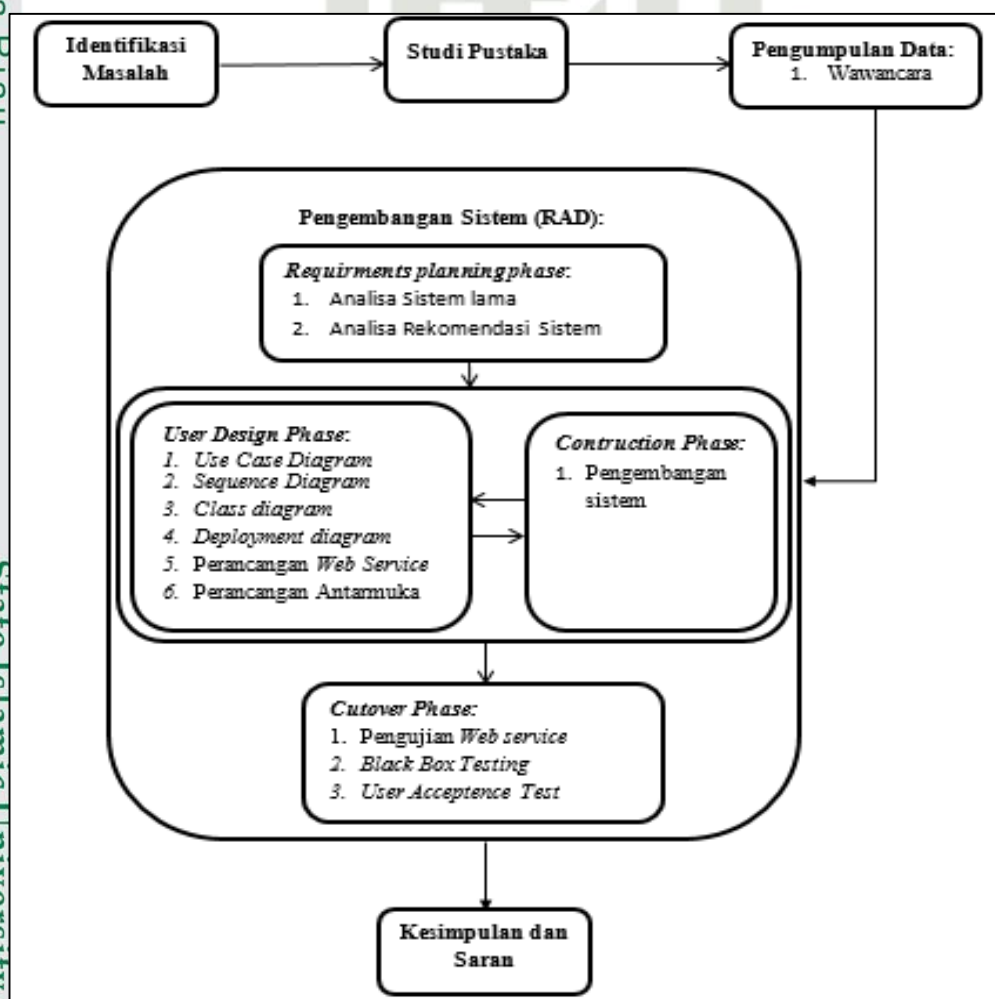 Identifikasi
Masalah
Studi Pustaka
Pengumpulan Data:
1. Wawancara
Pengembangan Sistem (RAD):
Requirments planning phase:
1. Analisa Sistem lama
2. Analisa Rekomendasi Sistem
User Design Phase:
1. Use Case Diagram
2. Sequence Diagram
3. Class diagram
4. Deployment diagram
5. Perancangan Web Service
6. Perancangan Antarmuka
Contruction Phase:
1. Pengembangan
sistem
Cutover Phase:
1. Pengujian Web service
2. Black Box Testing
3. User Acceptence Test
Kesimpulan dan
Saran